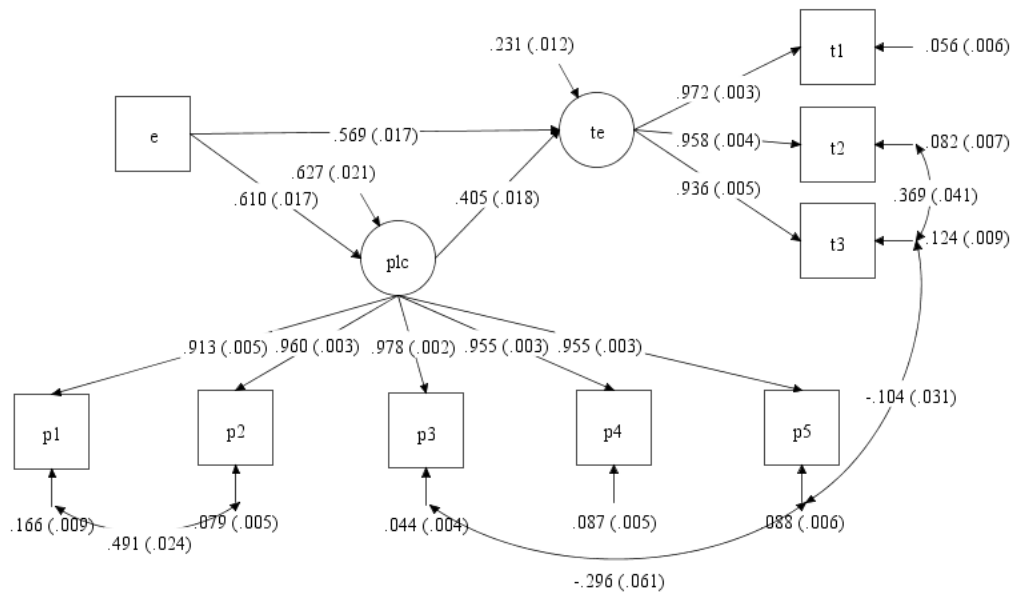 .231 (.012)
t1
.056 (.006)
.972 (.003)
e
.569 (.017)
te
.958 (.004)
t2
.082 (.007)
.627 (.021)
.610 (.017)
.405 (.018)
.936 (.005)
.369 (.041)
t3
.124 (.009)
plc
.913 (.005)
.960 (.003)
.978 (.002)
.955 (.003)
.955 (.003)
-.104 (.031)
p1
p2
p3
p4
p5
.166 (.009)
.079 (.005)
.044 (.004)
.087 (.005)
.088 (.006)
.491 (.024)
-.296 (.061)